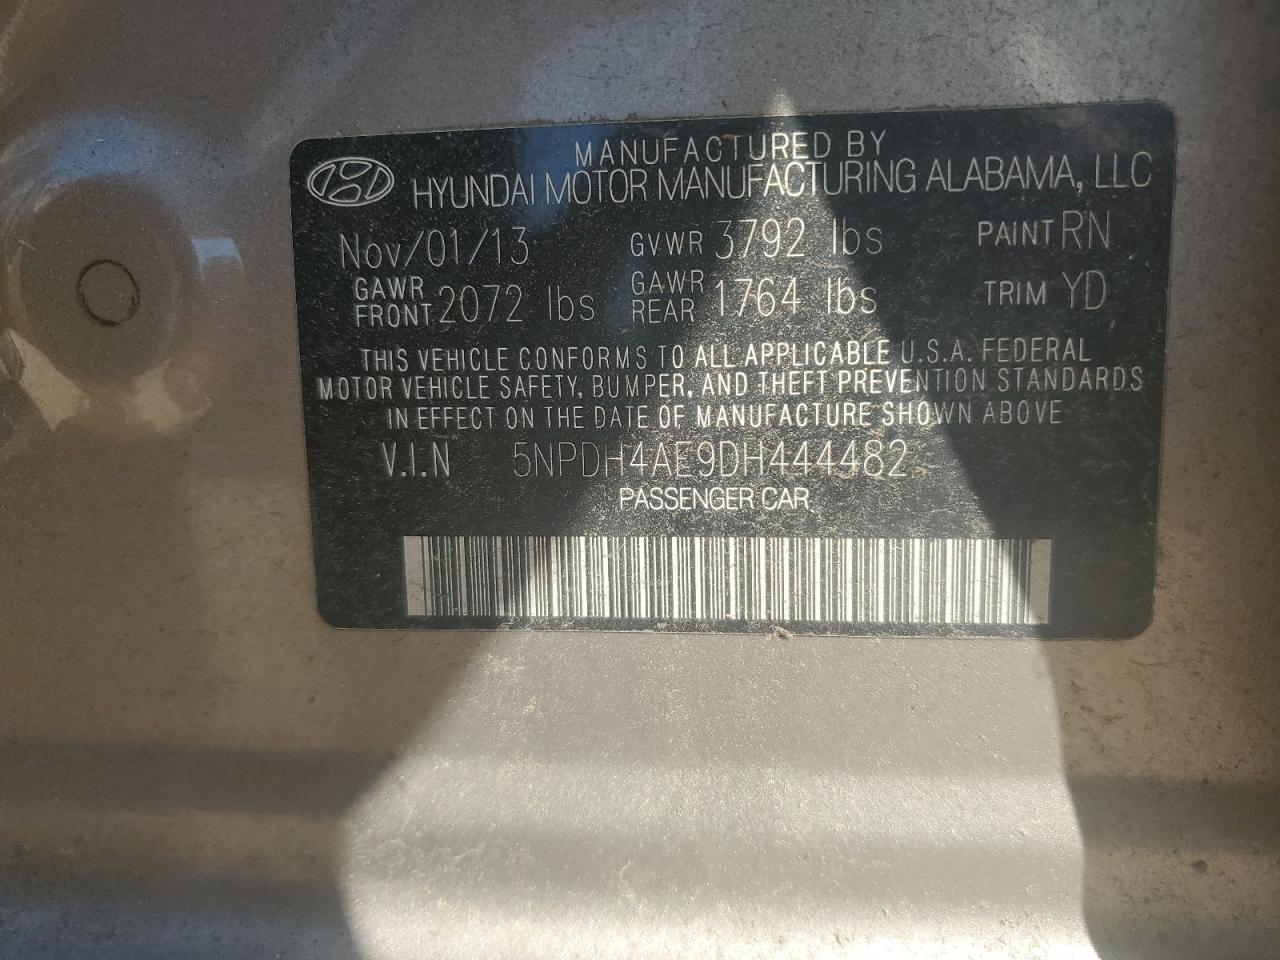 MANUFACTURED BY
HYUNDAI MOTOR MANUFACTURING ALABAMA, LLC
Nov/01/13 GVWR 3792 lbs PAINT RN
GAWR FRONT 2072 lbs GAWR REAR 1764 lbs TRIM YD
THIS VEHICLE CONFORMS TO ALL APPLICABLE U.S.A. FEDERAL
MOTOR VEHICLE SAFETY, BUMPER, AND THEFT PREVENTION STANDARDS
IN EFFECT ON THE DATE OF MANUFACTURE SHOWN ABOVE
V.I.N 5NPDH4AE9DH444482
PASSENGER CAR